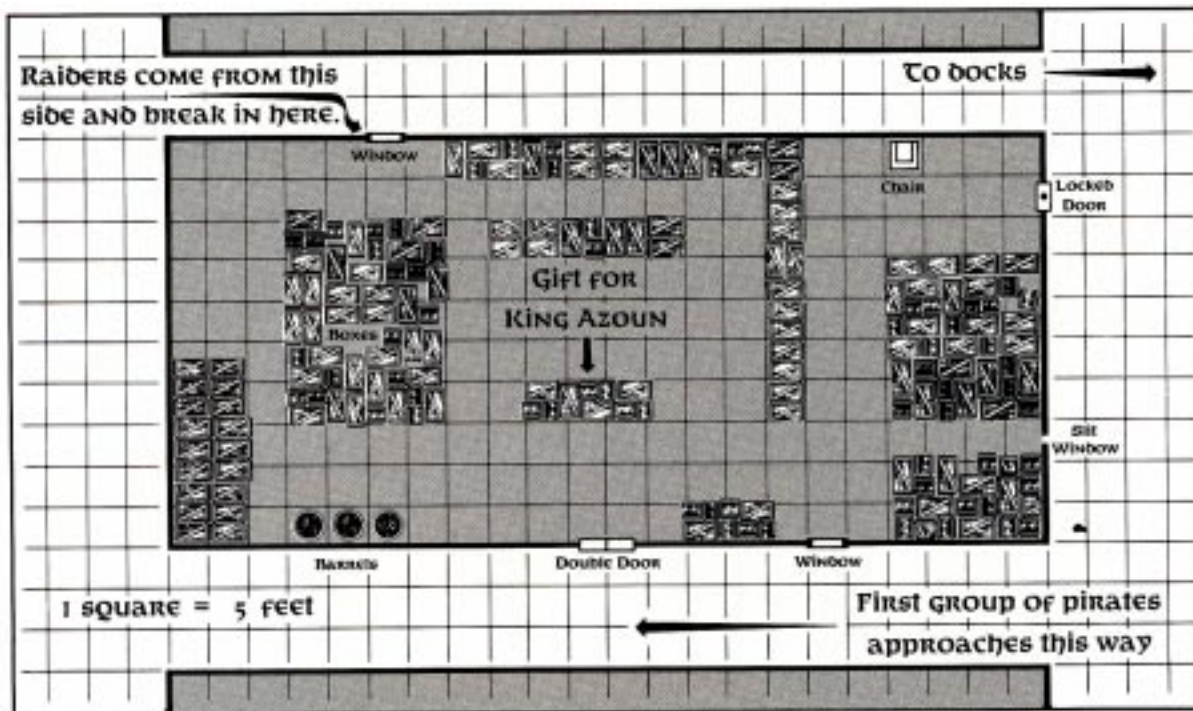 Raiders come from this
side and break in here.
To docks
Window
Chair
Locked
Door
Gift for
King Azoun
Boxes
Slit
Window
Barrels
Double Door
Window
1 square = 5 feet
First group of pirates
approaches this way